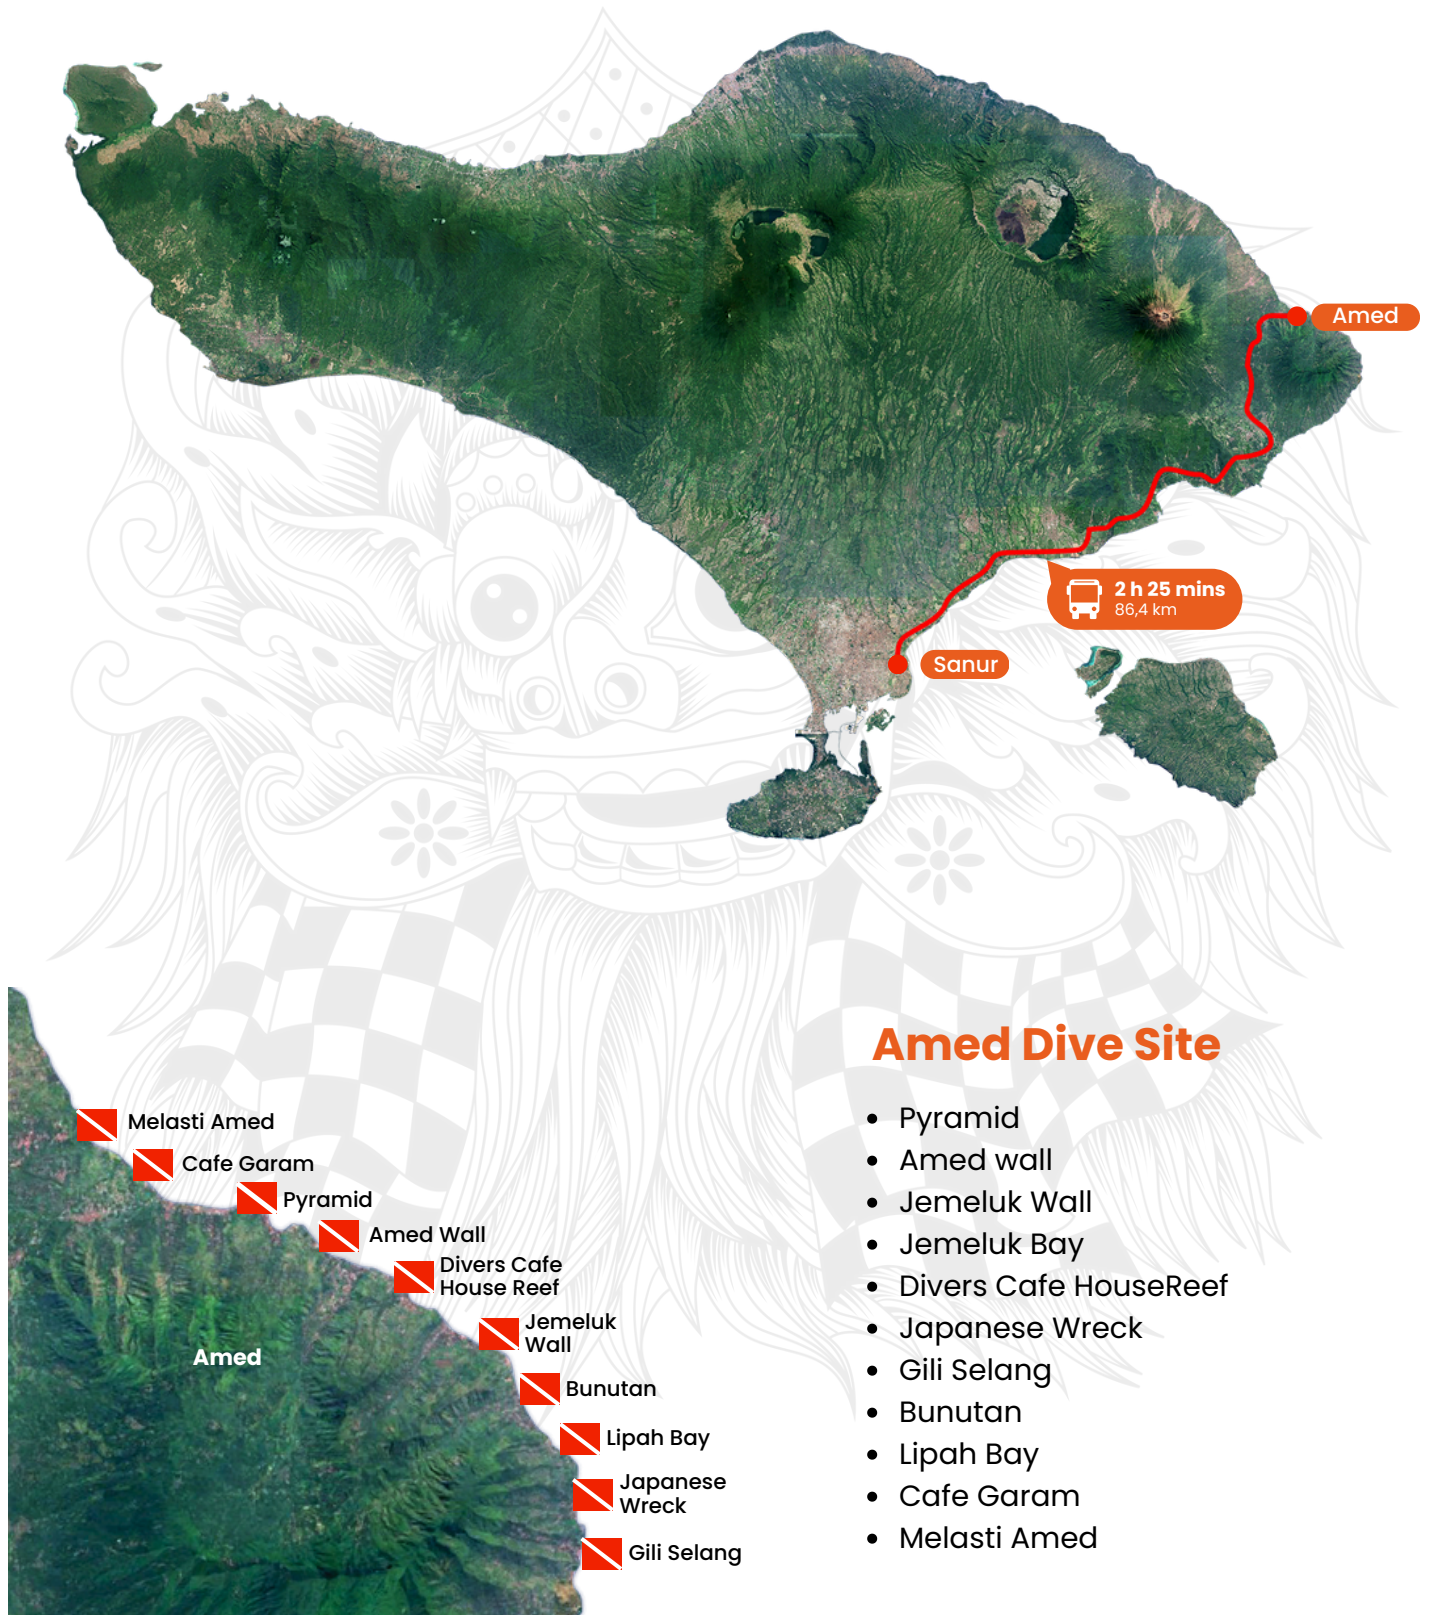 Amed
2 h 25 mins
86,4 km
Sanur
Amed Dive Site
• Pyramid
• Amed wall
• Jemeluk Wall
• Jemeluk Bay
• Divers Cafe HouseReef
• Japanese Wreck
• Gili Selang
• Bunutan
• Lipah Bay
• Cafe Garam
• Melasti Amed
Melasti Amed
Cafe Garam
Pyramid
Amed Wall
Divers Cafe
House Reef
Jemeluk
Wall
Amed
Bunutan
Lipah Bay
Japanese
Wreck
Gili Selang